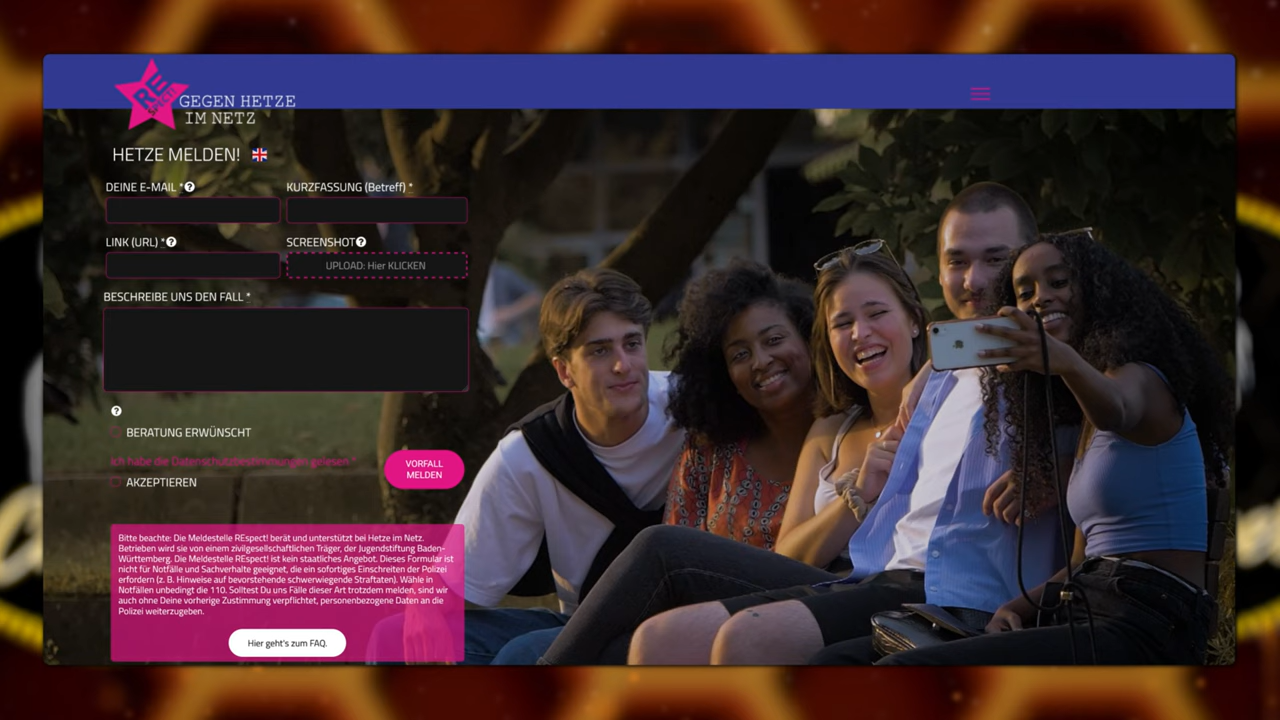 RESPECT!
GEGEN HETZE
IM NETZ
HETZE MELDEN!
DEINE E-MAIL *?
KURZFASSUNG (Betreff) *
LINK (URL) *?
SCREENSHOT?
UPLOAD: Hier KLICKEN
BESCHREIBE UNS DEN FALL *
?
BERATUNG ERWÜNSCHT
Ich habe die Datenschutzbestimmungen gelesen *
AKZEPTIEREN
VORFALL
MELDEN
Bitte beachte: Die Meldestelle REspect! berät und unterstützt bei Hetze im Netz.
Betrieben wird sie von einem zivilgesellschaftlichen Träger, der Jugendstiftung Baden-
Württemberg. Die Meldestelle REspect! ist kein staatliches Angebot. Dieses Formular ist
nicht für Notfälle und Sachverhalte geeignet, die ein sofortiges Einschreiten der Polizei
erfordern (z. B. Hinweise auf bevorstehende schwerwiegende Straftaten). Wähle in
Notfällen unbedingt die 110. Solltest Du uns Fälle dieser Art trotzdem melden, sind wir
auch ohne Deine vorherige Zustimmung verpflichtet, personenbezogene Daten an die
Polizei weiterzugeben.
Hier geht's zum FAQ.